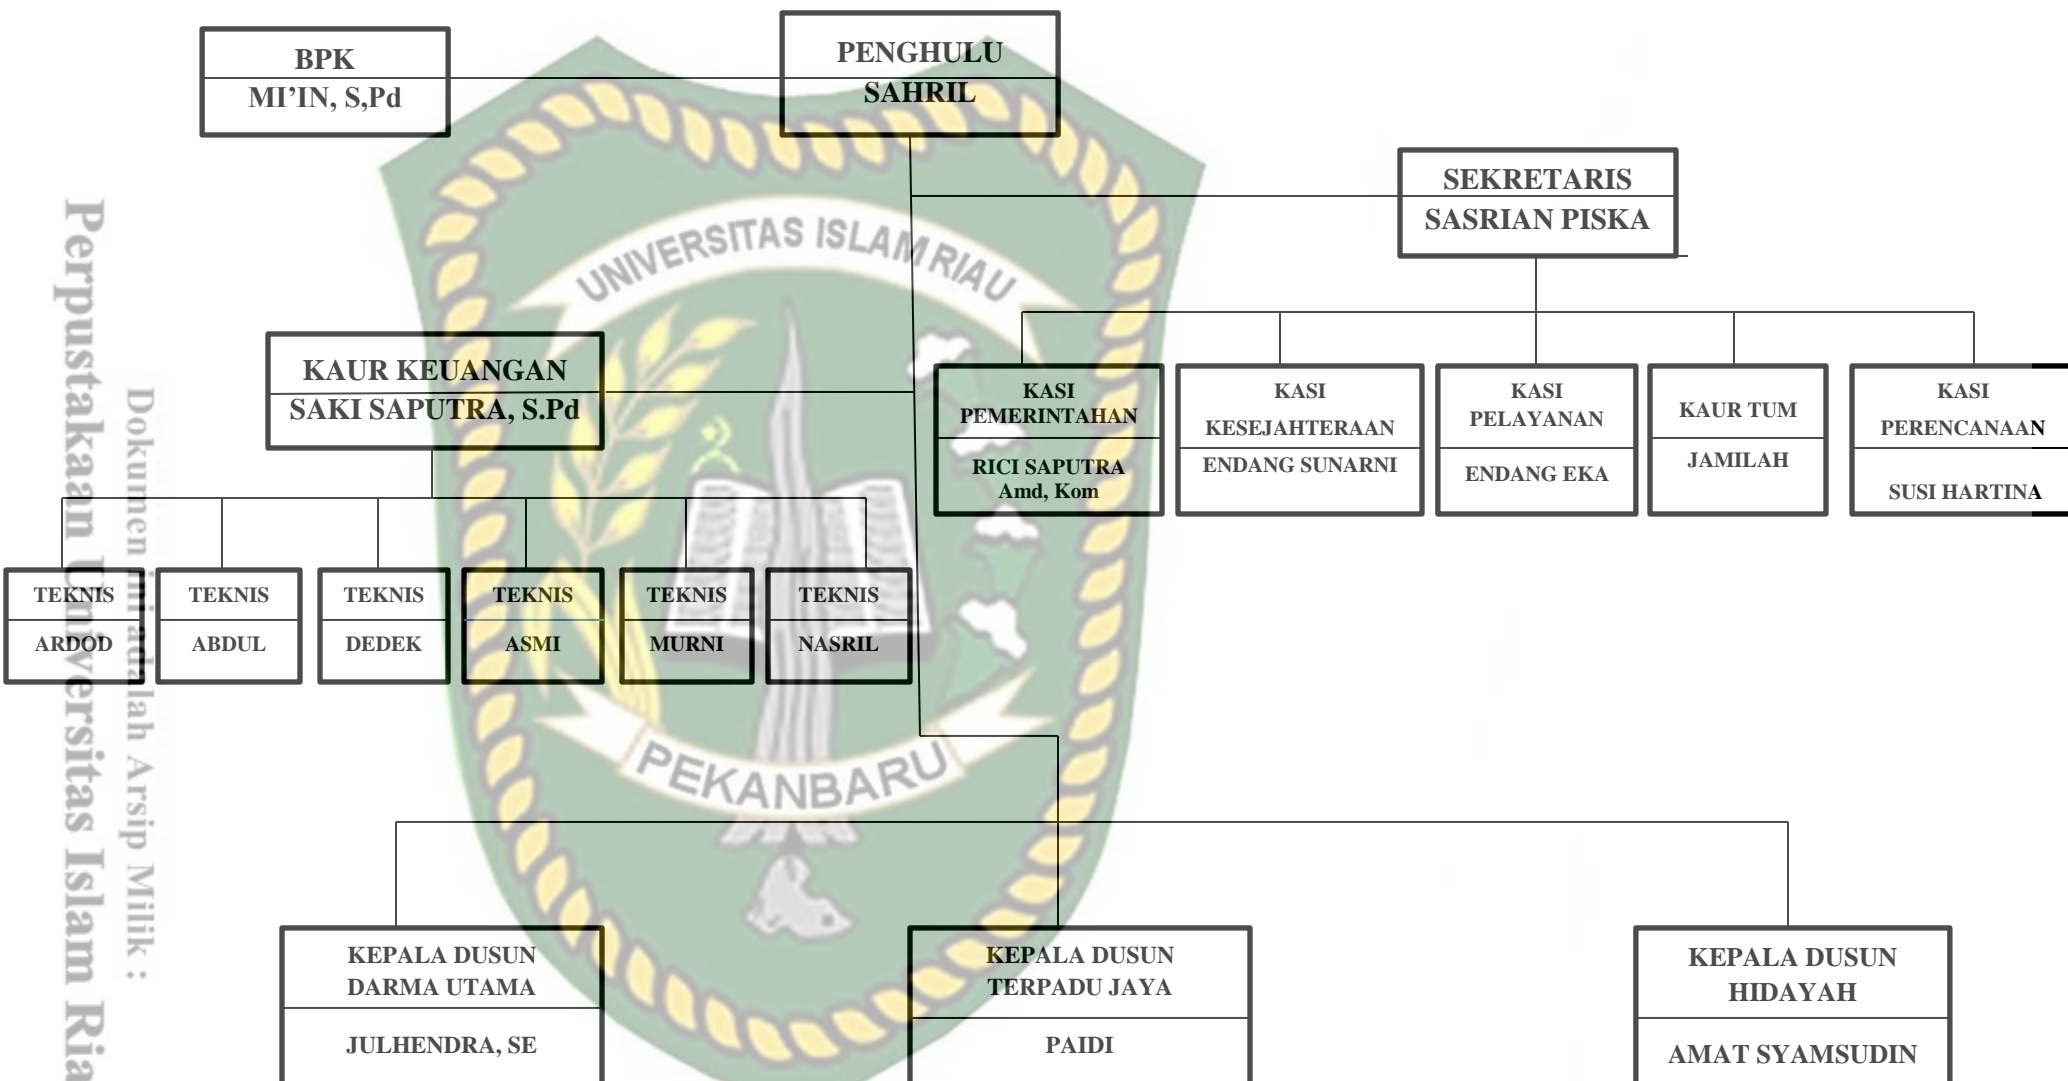 BPK
MI’IN, S,Pd
PENGHULU
SAHRIL
SEKRETARIS
SASRIAN PISKA
KAUR KEUANGAN
SAKI SAPUTRA, S.Pd
KASI
PEMERINTAHAN
RICI SAPUTRA
Amd, Kom
KASI
KESEJAHTERAAN
ENDANG SUNARNI
KASI
PELAYANAN
ENDANG EKA
KAUR TUM
JAMILAH
KASI
PERENCANAAN
SUSI HARTINA
TEKNIS
ARDOD
TEKNIS
ABDUL
TEKNIS
DEDEK
TEKNIS
ASMI
TEKNIS
MURNI
TEKNIS
NASRIL
KEPALA DUSUN
DARMA UTAMA
JULHENDRA, SE
KEPALA DUSUN
TERPADU JAYA
PAIDI
KEPALA DUSUN
HIDAYAH
AMAT SYAMSUDIN
UNIVERSITAS ISLAM RIAU
PEKANBARU
Dokumen ini adalah Arsip Milik :
Perpustakaan Universitas Islam Ria